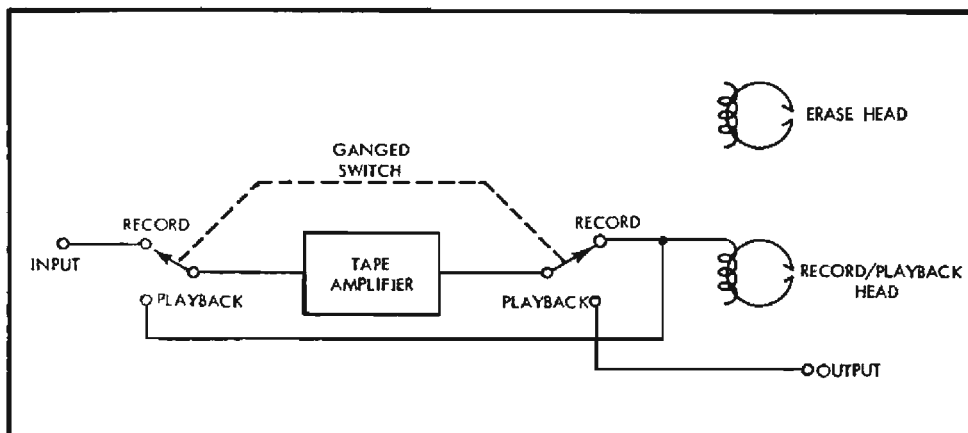 ERASE HEAD
GANGED
SWITCH
RECORD
RECORD
INPUT
TAPE
AMPLIFIER
RECORD/PLAYBACK
HEAD
PLAYBACK
PLAYBACK
OUTPUT